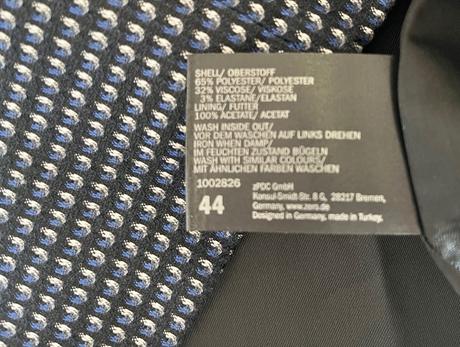 SHELL/ OBERSTOFF
65% POLYESTER/ POLYESTER
32% VISCOSE/ VISKOSE
3% ELASTANE/ELASTAN
LINING/ FUTTER
100% ACETATE/ ACETAT
WASH INSIDE OUT/
VOR DEM WASCHEN AUF LINKS DREHEN
IRON WHEN DAMP/
IM FEUCHTEN ZUSTAND BÜGELN
WASH WITH SIMILAR COLOURS/
MIT ÄHNLICHEN FARBEN WASCHEN
1002826
44
zPDC GmbH
Konsul-Smidt-Str. 8 G, 28217 Bremen,
Germany,
Designed in Germany, made in Turkey.